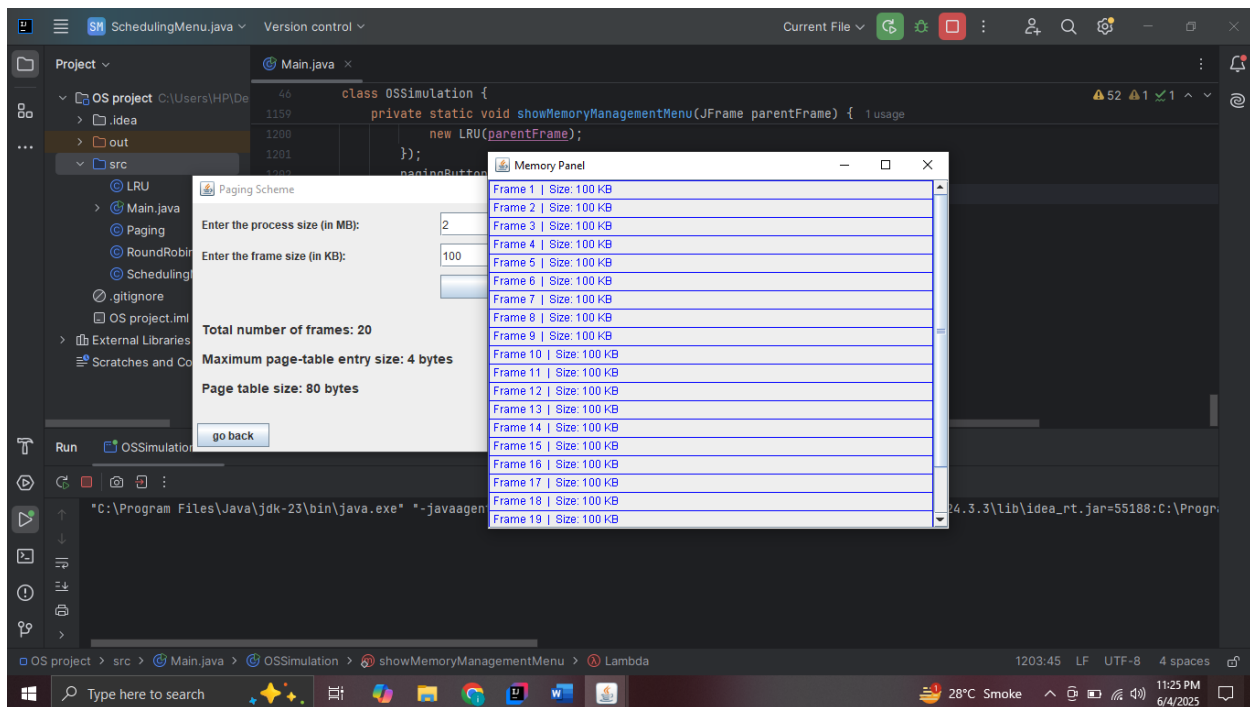 SM SchedulingMenu.java Version control Current File
Project
Main.java
OS project C:\Users\HP\De
.idea
out
src
LRU
Main.java
Paging
RoundRobin
Scheduling
.gitignore
OS project.iml
External Libraries
Scratches and Co
46 class OSSimulation {
1159 private static void showMemoryManagementMenu(JFrame parentFrame) { 1 usage
1200 new LRU(parentFrame);
1201 });
1202 pagingButton
52 1 1
Paging Scheme
Enter the process size (in MB): 2
Enter the frame size (in KB): 100
Total number of frames: 20
Maximum page-table entry size: 4 bytes
Page table size: 80 bytes
go back
Memory Panel
Frame 1 | Size: 100 KB
Frame 2 | Size: 100 KB
Frame 3 | Size: 100 KB
Frame 4 | Size: 100 KB
Frame 5 | Size: 100 KB
Frame 6 | Size: 100 KB
Frame 7 | Size: 100 KB
Frame 8 | Size: 100 KB
Frame 9 | Size: 100 KB
Frame 10 | Size: 100 KB
Frame 11 | Size: 100 KB
Frame 12 | Size: 100 KB
Frame 13 | Size: 100 KB
Frame 14 | Size: 100 KB
Frame 15 | Size: 100 KB
Frame 16 | Size: 100 KB
Frame 17 | Size: 100 KB
Frame 18 | Size: 100 KB
Frame 19 | Size: 100 KB
Run OSSimulation
"C:\Program Files\Java\jdk-23\bin\java.exe" "-javaagen 24.3.3\lib\idea_rt.jar=55188:C:\Progr
OS project > src > Main.java > OSSimulation > showMemoryManagementMenu > Lambda
1203:45 LF UTF-8 4 spaces
Type here to search
28°C Smoke
11:25 PM
6/4/2025